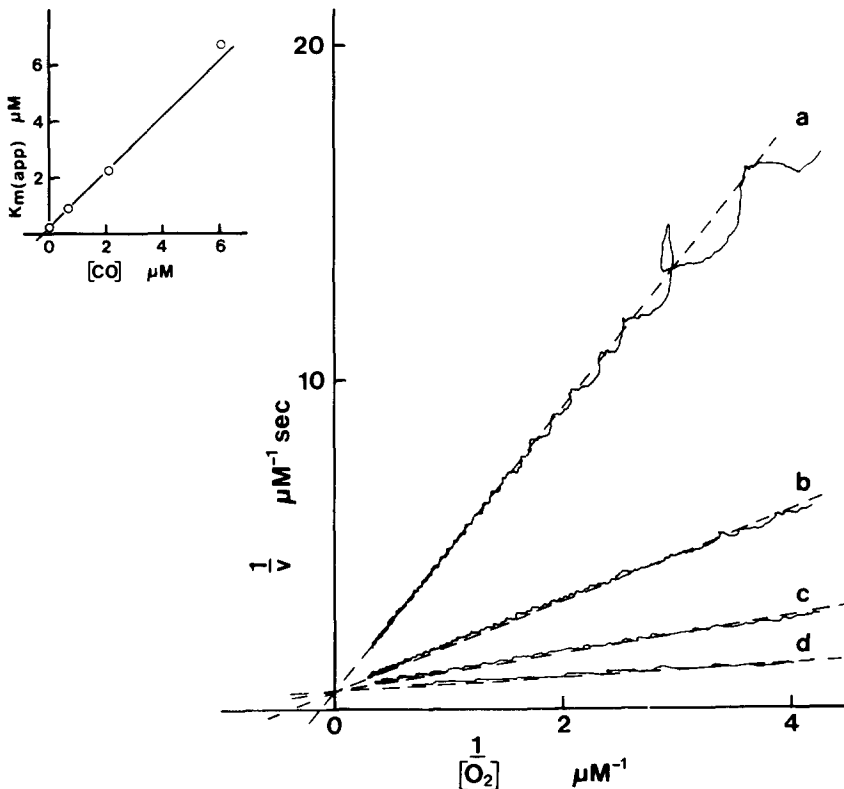 6
4
2
Km(app) μM
0 2 4 6
[CO] μM
20
10
1/v μM⁻¹ sec
a
b
c
d
0 2 4
1/[O₂] μM⁻¹